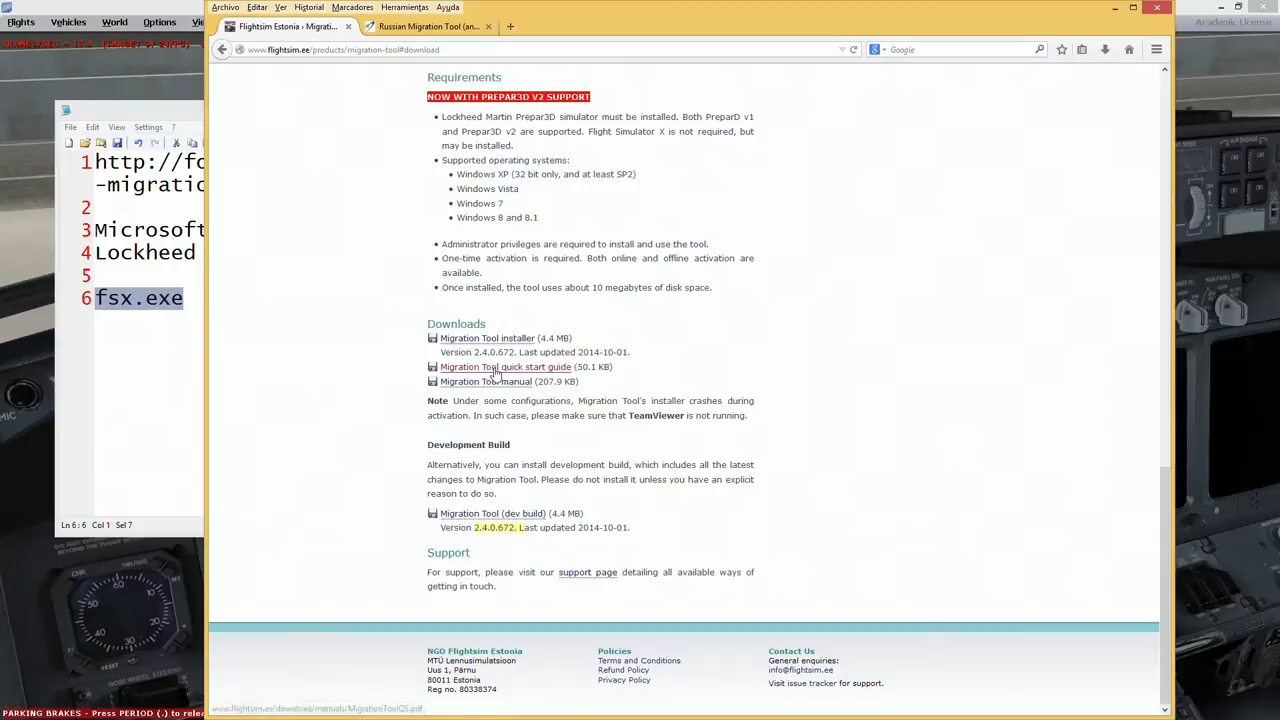 Flights Vehicles World Options
Academic License
Archivo Editar Ver Historial Marcadores Herramientas Ayuda
Flightsim Estonia › Migrati... Russian Migration Tool (an...
www.flightsim.ee/products/migration-tool#download
Google
File Edit View Settings ?
1 http://fo
-migratio
2
3 Microsoft
4 Lockheed
5
6 fsx.exe
Ln 6 : 6 Col 1 Sel 7
Requirements
NOW WITH PREPAR3D V2 SUPPORT
Lockheed Martin Prepar3D simulator must be installed. Both PreparD v1
and Prepar3D v2 are supported. Flight Simulator X is not required, but
may be installed.
Supported operating systems:
Windows XP (32 bit only, and at least SP2)
Windows Vista
Windows 7
Windows 8 and 8.1
Administrator privileges are required to install and use the tool.
One-time activation is required. Both online and offline activation are
available.
Once installed, the tool uses about 10 megabytes of disk space.
Downloads
Migration Tool installer (4.4 MB)
Version 2.4.0.672. Last updated 2014-10-01.
Migration Tool quick start guide (50.1 KB)
Migration Tool manual (207.9 KB)
Note Under some configurations, Migration Tool's installer crashes during
activation. In such case, please make sure that TeamViewer is not running.
Development Build
Alternatively, you can install development build, which includes all the latest
changes to Migration Tool. Please do not install it unless you have an explicit
reason to do so.
Migration Tool (dev build) (4.4 MB)
Version 2.4.0.672. Last updated 2014-10-01.
Support
For support, please visit our support page detailing all available ways of
getting in touch.
NGO Flightsim Estonia
MTÜ Lennusimulatsioon
Uus 1, Pärnu
80011 Estonia
Reg no. 80338374
Policies
Terms and Conditions
Refund Policy
Privacy Policy
Contact Us
General enquiries:
info@flightsim.ee
Visit issue tracker for support.
www.flightsim.ee/download/manuals/MigrationToolQS.pdf
PARKING BRAKES - Press PERIOD (.) to rele